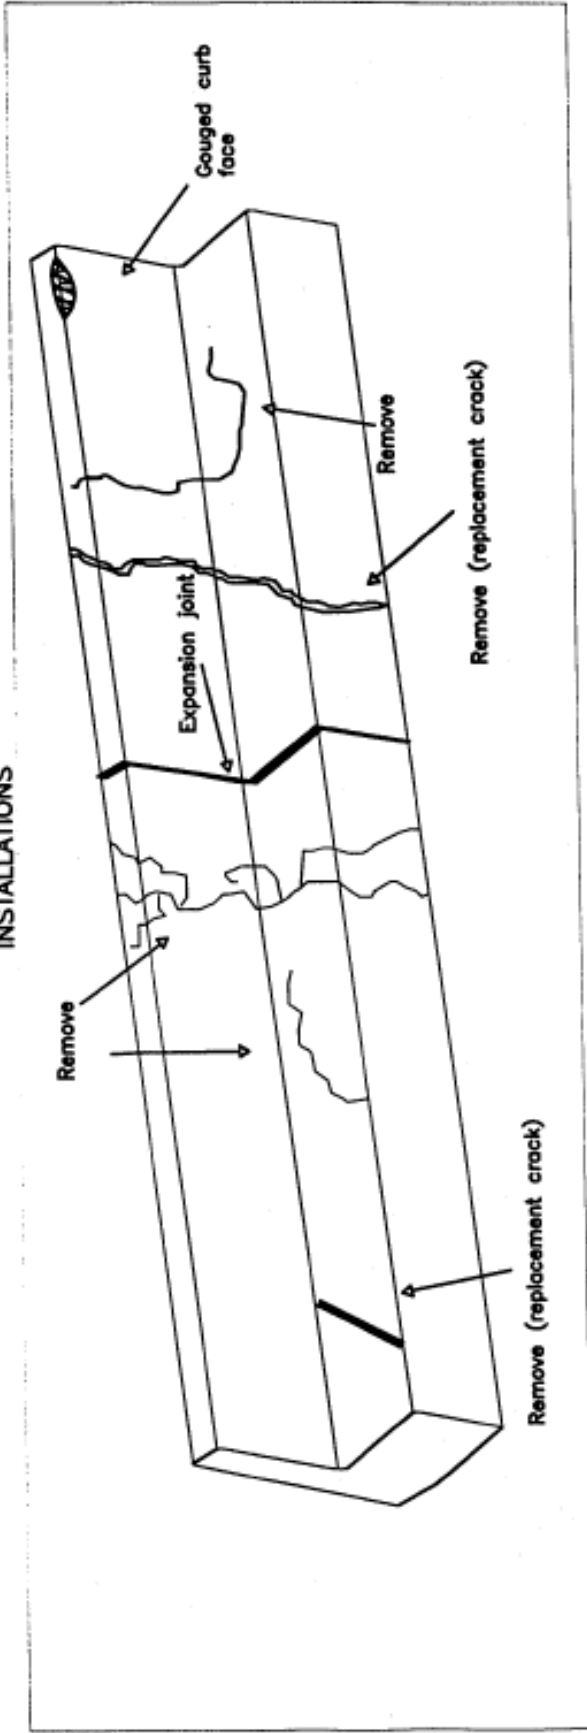 INSTALLATIONS
Gouged curb
face
Expansion joint
Remove
Remove
Remove (replacement crack)
Remove (replacement crack)